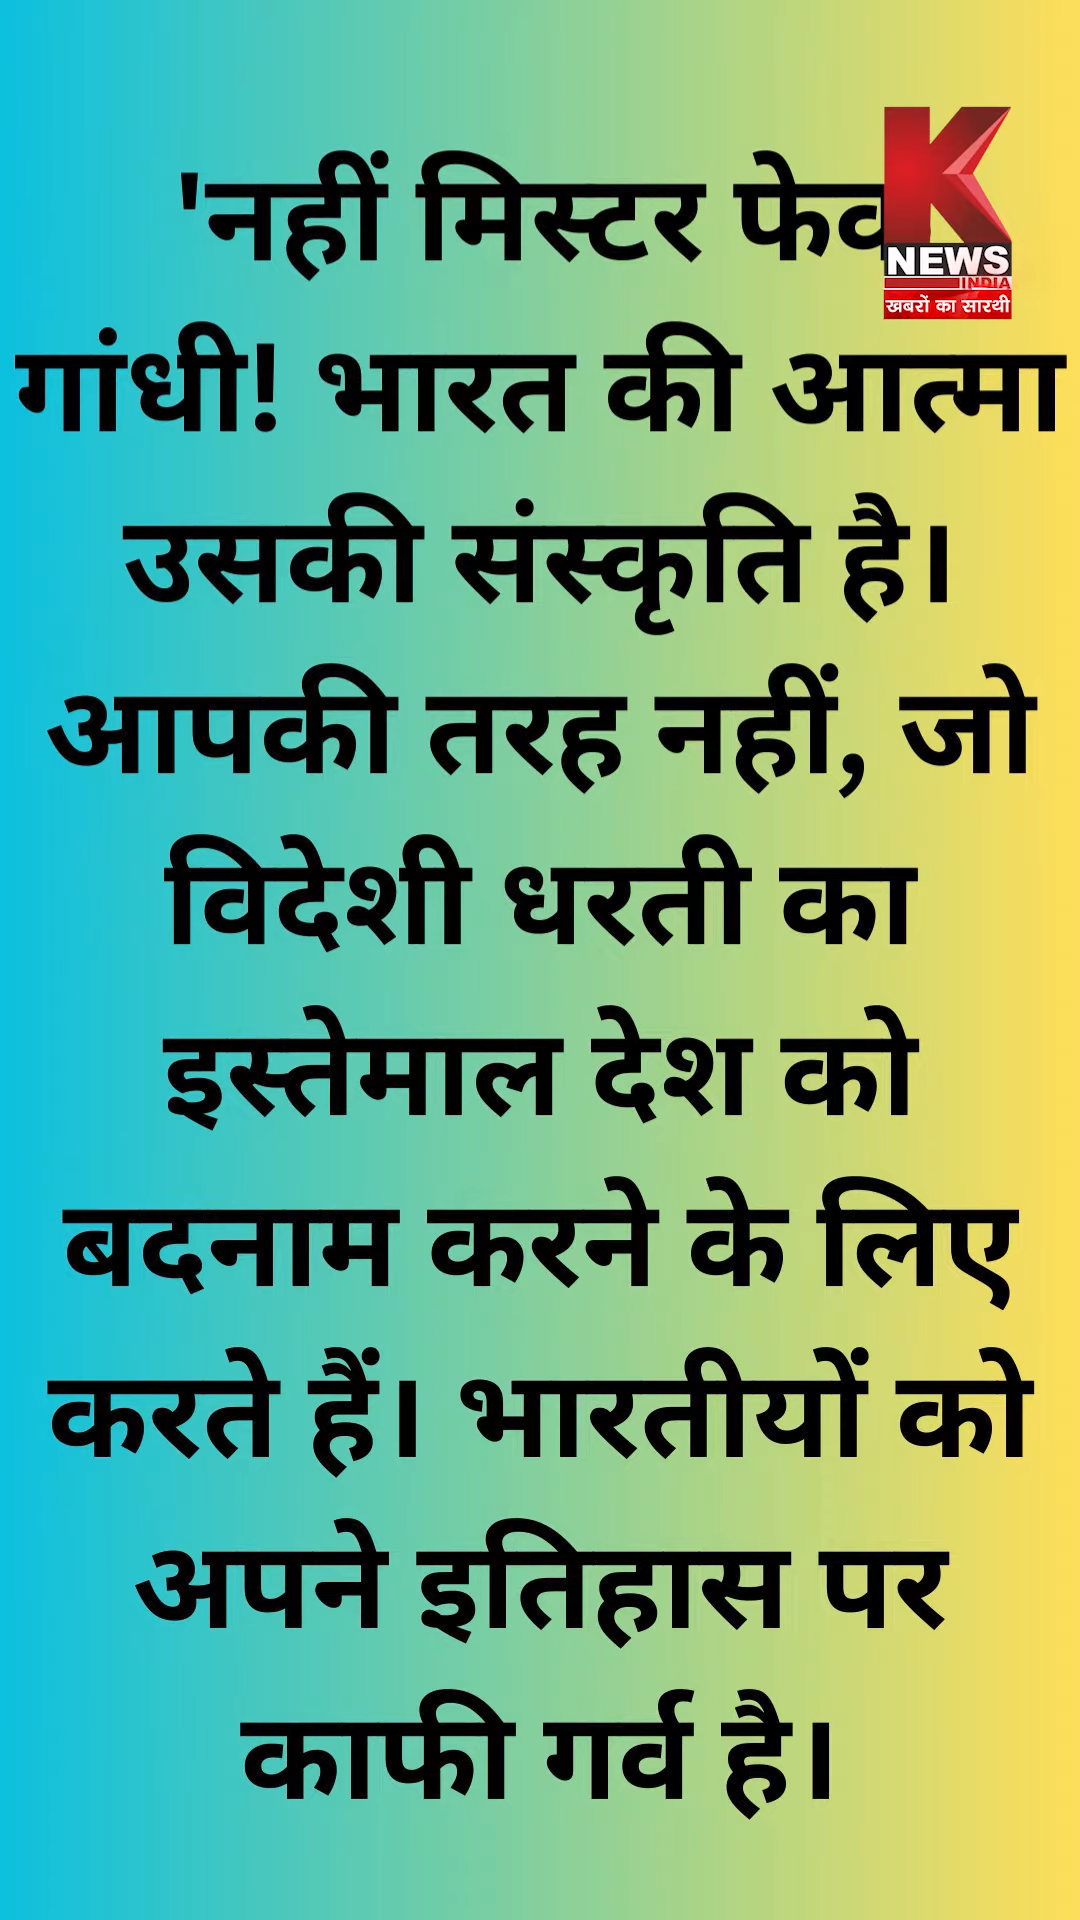 'नहीं मिस्टर
गांधी! भारत की आत्मा
उसकी संस्कृति है।
आपकी तरह नहीं, जो
विदेशी धरती का
इस्तेमाल देश को
बदनाम करने के लिए
करते हैं। भारतीयों को
अपने इतिहास पर
काफी गर्व है।
K
NEWS
INDIA
खबरों का सारथी